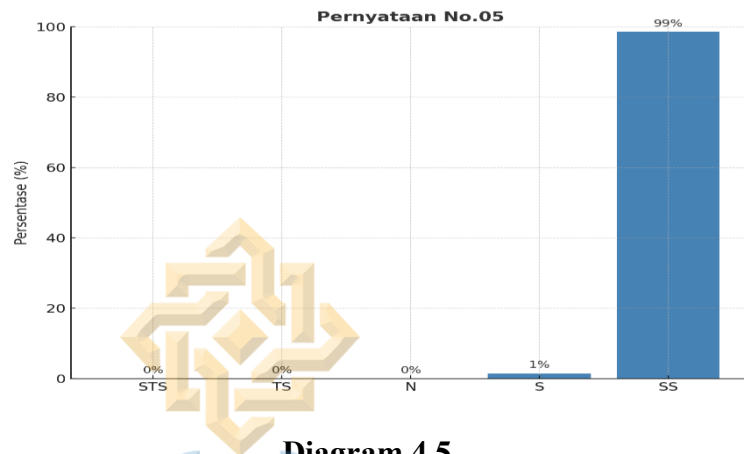 Pernyataan No.05
99%
100
80
Persentase (%)
60
40
20
0% 0% 0% 1%
0
STS TS N S SS
Diagram 4.5